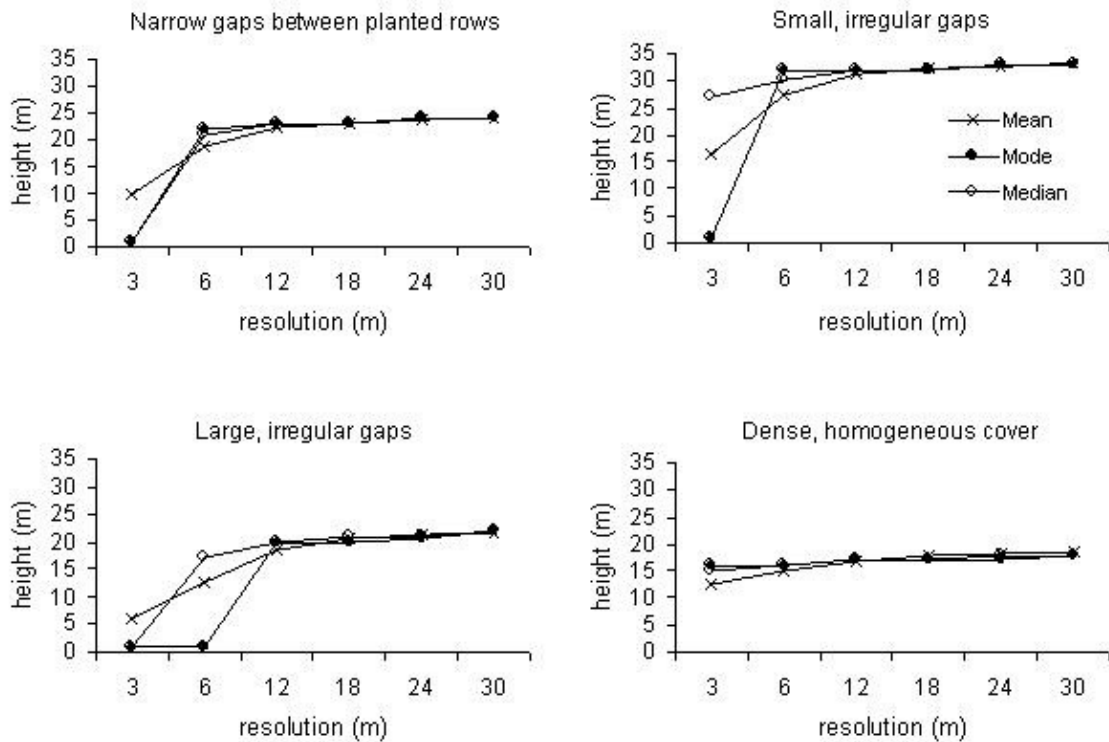 Narrow gaps between planted rows
height (m)
35
30
25
20
15
10
5
0
3 6 12 18 24 30
resolution (m)
Small, irregular gaps
height (m)
35
30
25
20
15
10
5
0
Mean
Mode
Median
3 6 12 18 24 30
resolution (m)
Large, irregular gaps
height (m)
35
30
25
20
15
10
5
0
3 6 12 18 24 30
resolution (m)
Dense, homogeneous cover
height (m)
35
30
25
20
15
10
5
0
3 6 12 18 24 30
resolution (m)